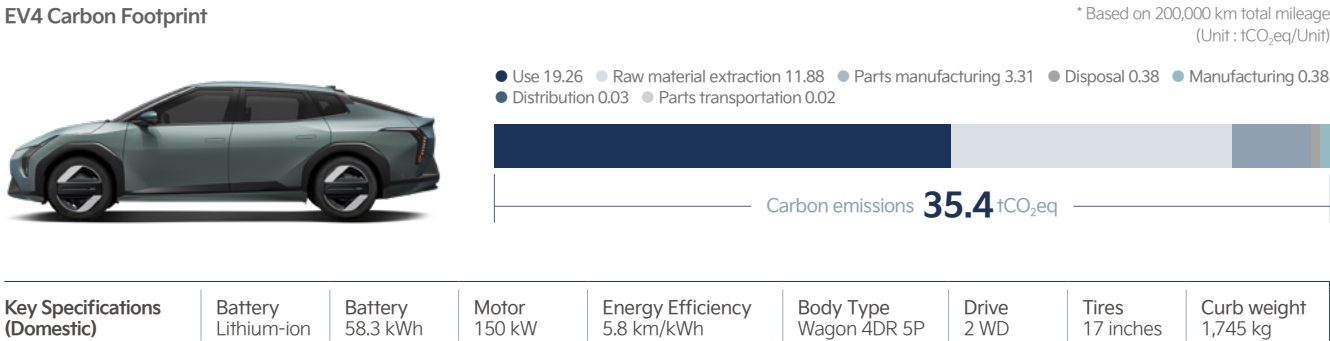 EV4 Carbon Footprint
* Based on 200,000 km total mileage
(Unit : tCO₂eq/Unit)
Use 19.26 Raw material extraction 11.88 Parts manufacturing 3.31 Disposal 0.38 Manufacturing 0.38
Distribution 0.03 Parts transportation 0.02
Carbon emissions 35.4 tCO₂eq
Key Specifications Battery Battery Motor Energy Efficiency Body Type Drive Tires Curb weight
(Domestic) Lithium-ion 58.3 kWh 150 kW 5.8 km/kWh Wagon 4DR 5P 2 WD 17 inches 1,745 kg